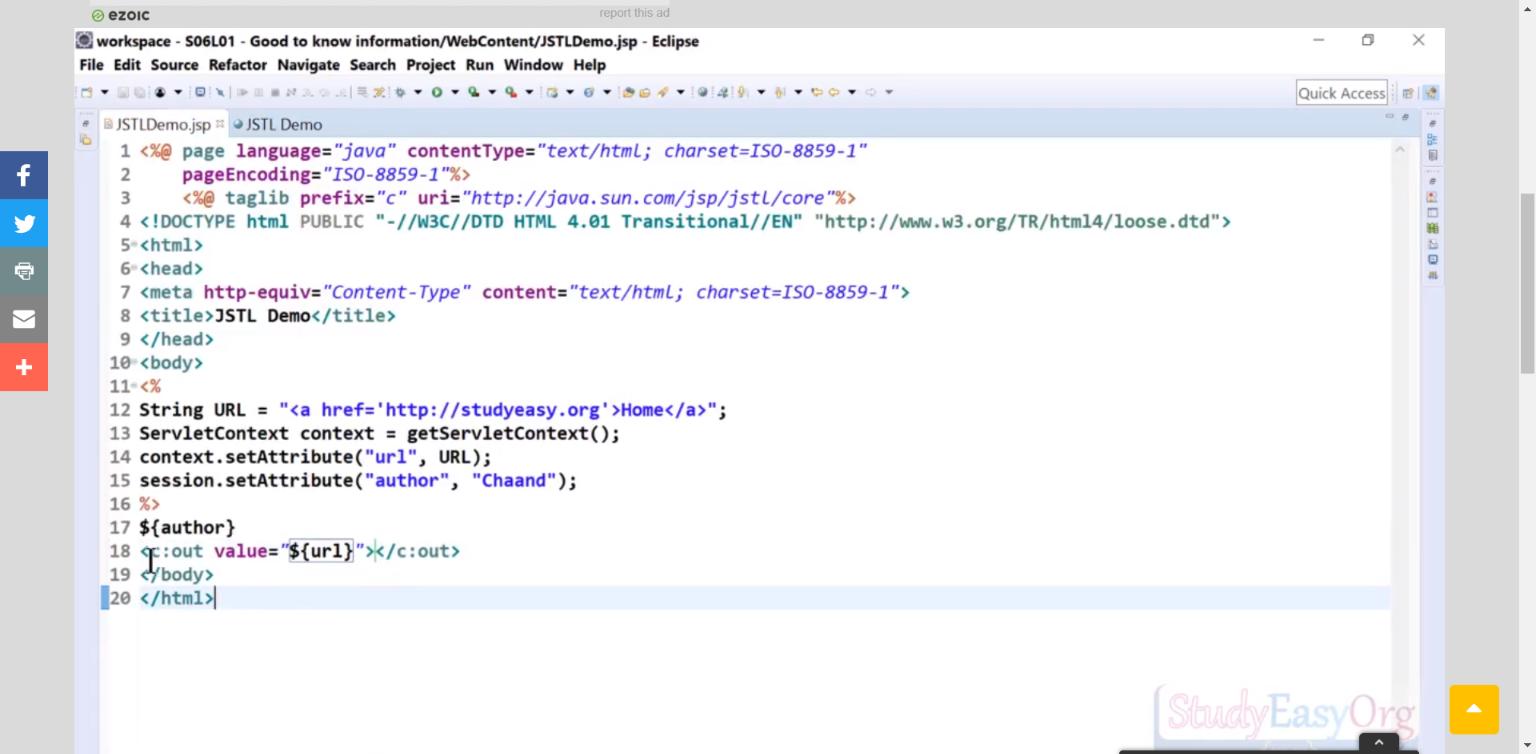 ezoic
report this ad
workspace - S06L01 - Good to know information/WebContent/JSTLDemo.jsp - Eclipse
File Edit Source Refactor Navigate Search Project Run Window Help
Quick Access
JSTLDemo.jsp JSTL Demo
1 <%@ page language="java" contentType="text/html; charset=ISO-8859-1"
2 pageEncoding="ISO-8859-1"%>
3 <%@ taglib prefix="c" uri="http://java.sun.com/jsp/jstl/core"%>
4 <!DOCTYPE html PUBLIC "-//W3C//DTD HTML 4.01 Transitional//EN" "http://www.w3.org/TR/html4/loose.dtd">
5 <html>
6 <head>
7 <meta http-equiv="Content-Type" content="text/html; charset=ISO-8859-1">
8 <title>JSTL Demo</title>
9 </head>
10 <body>
11 <%
12 String URL = "<a href='http://studyeasy.org'>Home</a>";
13 ServletContext context = getServletContext();
14 context.setAttribute("url", URL);
15 session.setAttribute("author", "Chaand");
16 %>
17 ${author}
18 <c:out value="${url}"></c:out>
19 </body>
20 </html>
StudyEasyOrg